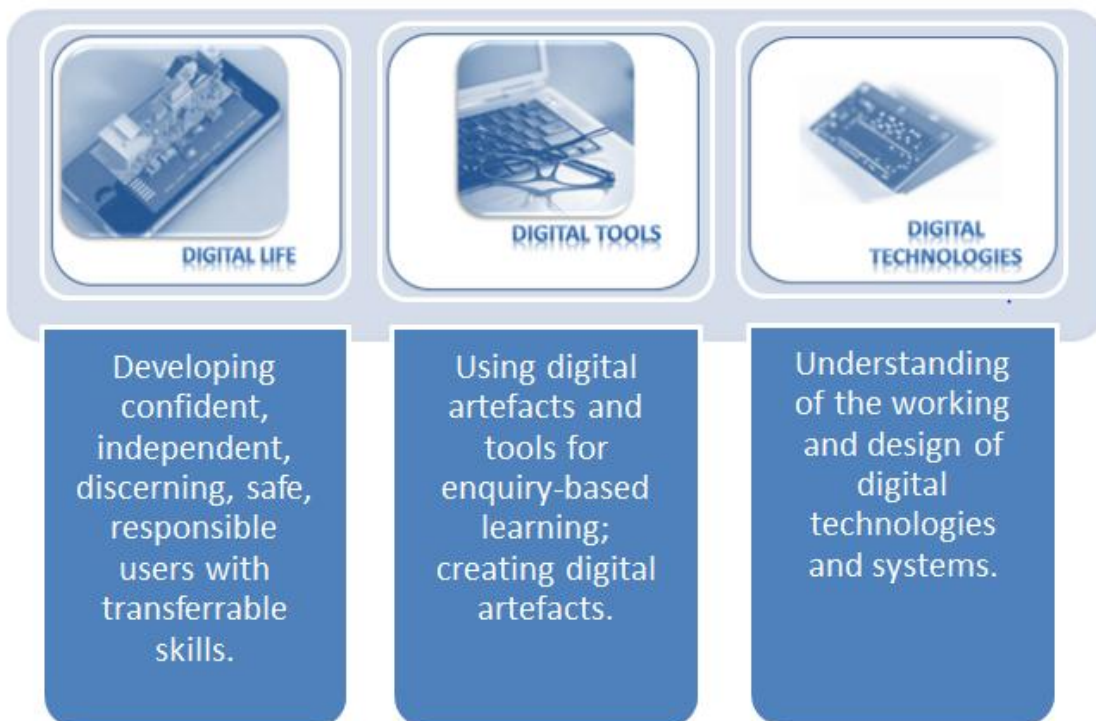 DIGITAL LIFE
DIGITAL TOOLS
DIGITAL
TECHNOLOGIES
Developing
confident,
independent,
discerning, safe,
responsible
users with
transferrable
skills.
Using digital
artefacts and
tools for
enquiry-based
learning;
creating digital
artefacts.
Understanding
of the working
and design of
digital
technologies
and systems.